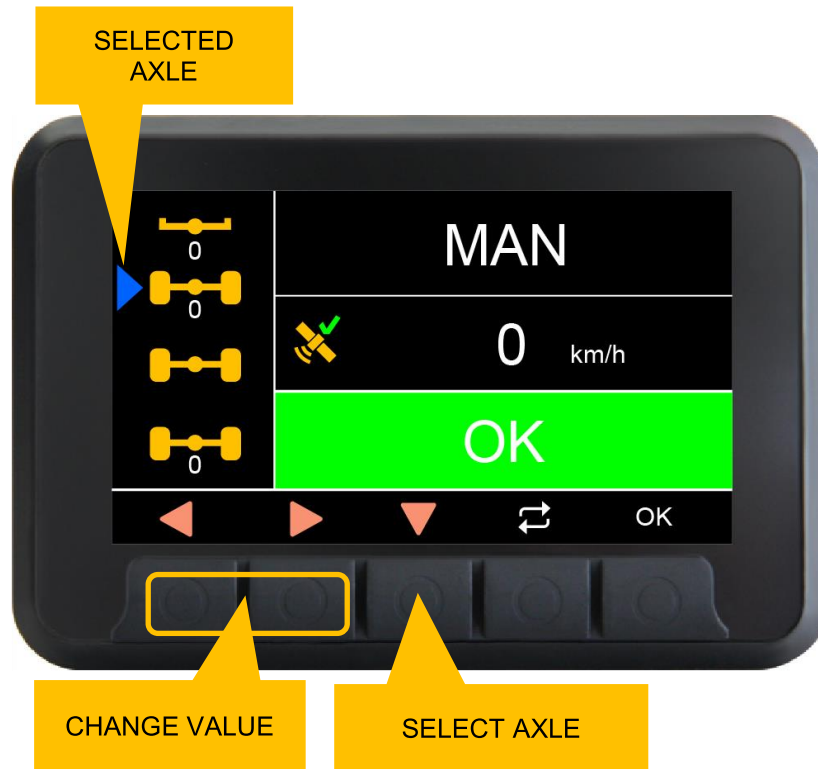 SELECTED
AXLE
0
MAN
0
0 km/h
OK
0
OK
CHANGE VALUE
SELECT AXLE